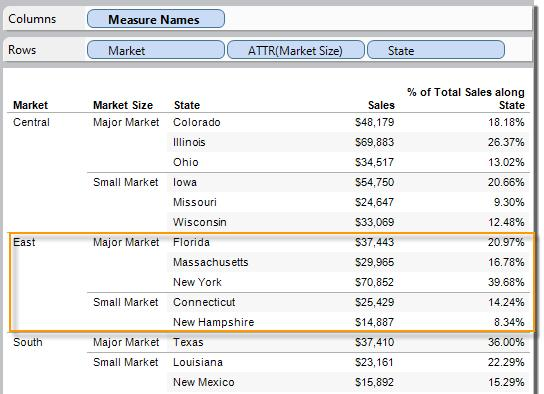 Columns Measure Names
Rows Market ATTR(Market Size) State
% of Total Sales along
Market Market Size State Sales State
Central Major Market Colorado $48,179 18.18%
Illinois $69,883 26.37%
Ohio $34,517 13.02%
Small Market Iowa $54,750 20.66%
Missouri $24,647 9.30%
Wisconsin $33,069 12.48%
East Major Market Florida $37,443 20.97%
Massachusetts $29,965 16.78%
New York $70,852 39.68%
Small Market Connecticut $25,429 14.24%
New Hampshire $14,887 8.34%
South Major Market Texas $37,410 36.00%
Small Market Louisiana $23,161 22.29%
New Mexico $15,892 15.29%